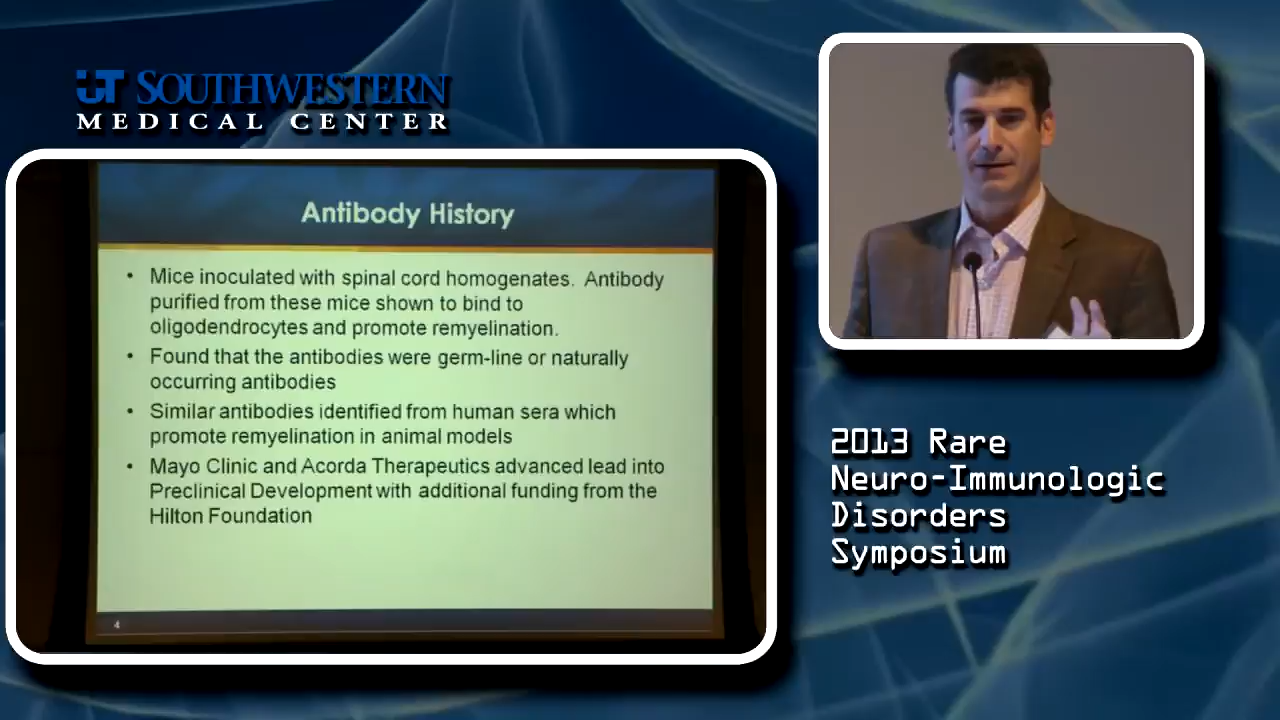 UT SOUTHWESTERN
MEDICAL CENTER
Antibody History
• Mice inoculated with spinal cord homogenates. Antibody
purified from these mice shown to bind to
oligodendrocytes and promote remyelination.
• Found that the antibodies were germ-line or naturally
occurring antibodies
• Similar antibodies identified from human sera which
promote remyelination in animal models
• Mayo Clinic and Acorda Therapeutics advanced lead into
Preclinical Development with additional funding from the
Hilton Foundation
4
2013 Rare
Neuro-Immunologic
Disorders
Symposium